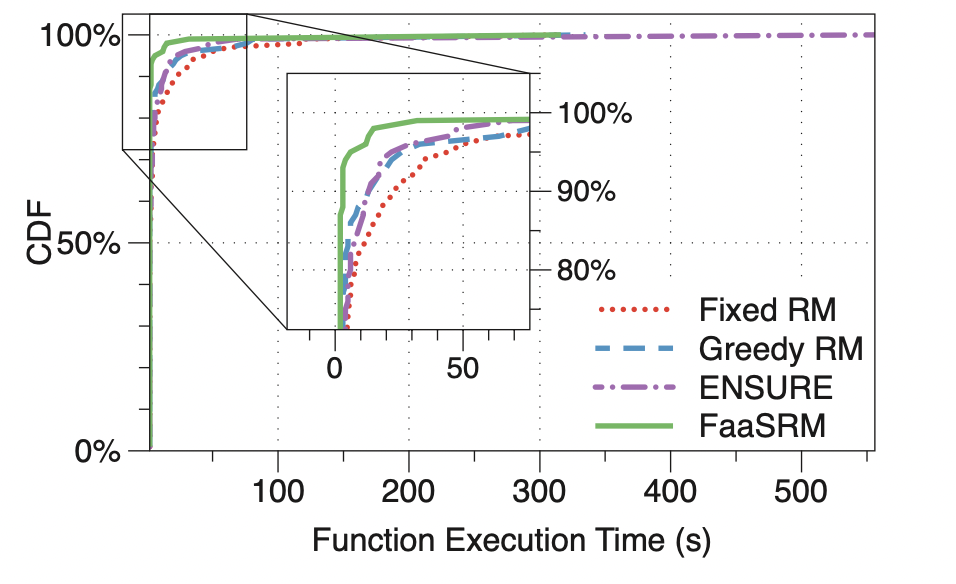 100%
50%
0%
CDF
100%
90%
80%
0 50
Fixed RM
Greedy RM
ENSURE
FaaSRM
100 200 300 400 500
Function Execution Time (s)